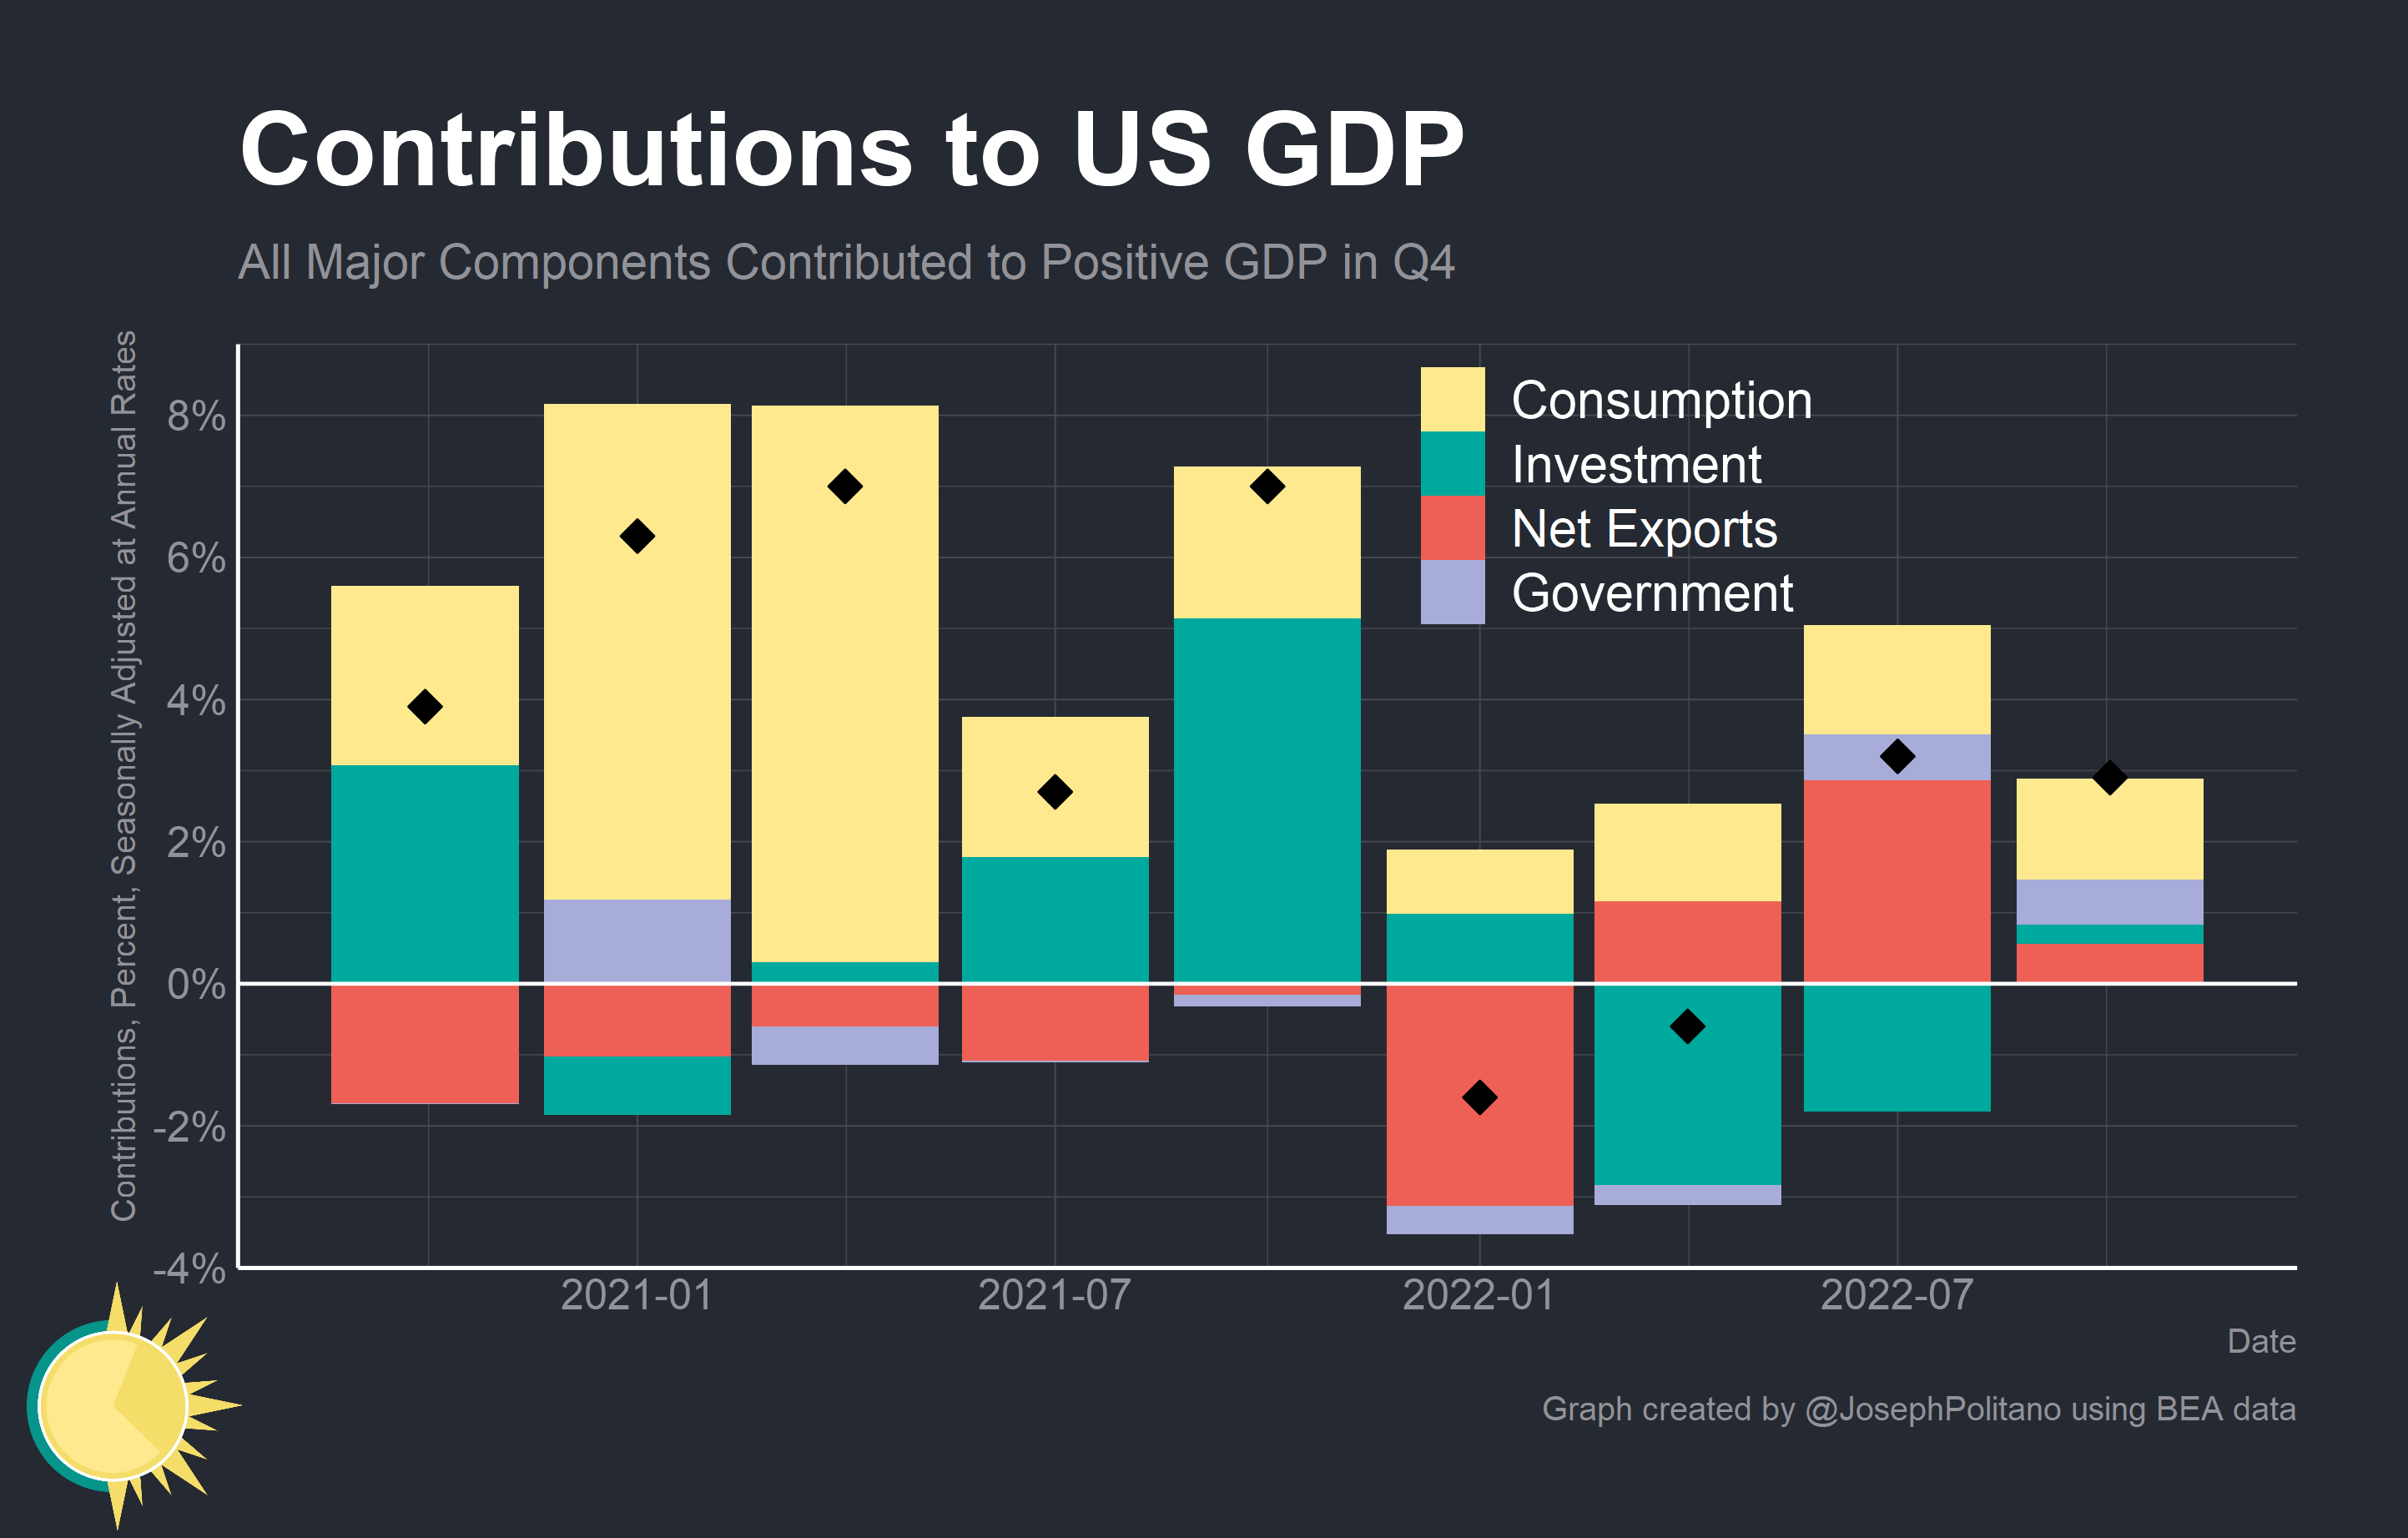 Contributions to US GDP
All Major Components Contributed to Positive GDP in Q4
Contributions, Percent, Seasonally Adjusted at Annual Rates
8%
6%
4%
2%
0%
-2%
-4%
Consumption
Investment
Net Exports
Government
2021-01
2021-07
2022-01
2022-07
Date
Graph created by @JosephPolitano using BEA data